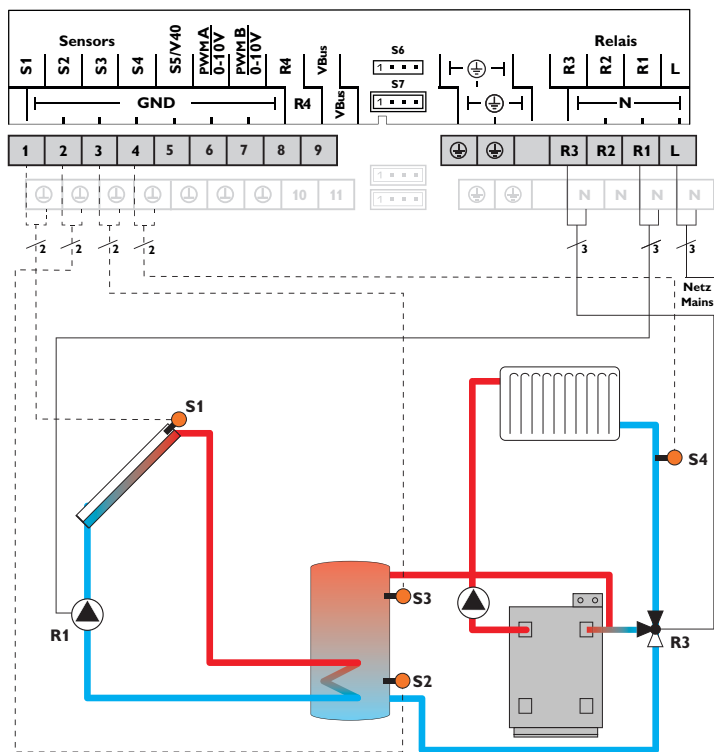 Sensors
Relais
S1 S2 S3 S4 S5/V40 PWM A 0-10V PWM B 0-10V R4 VBus
S6
1
S7
1
R3 R2 R1 L
GND
R4
VBus
N
1 2 3 4 5 6 7 8 9
R3 R2 R1 L
10 11
1
1
N N N N
2 2 2 2
3 3 3
Netz
Mains
S1
S4
S3
R1
R3
S2